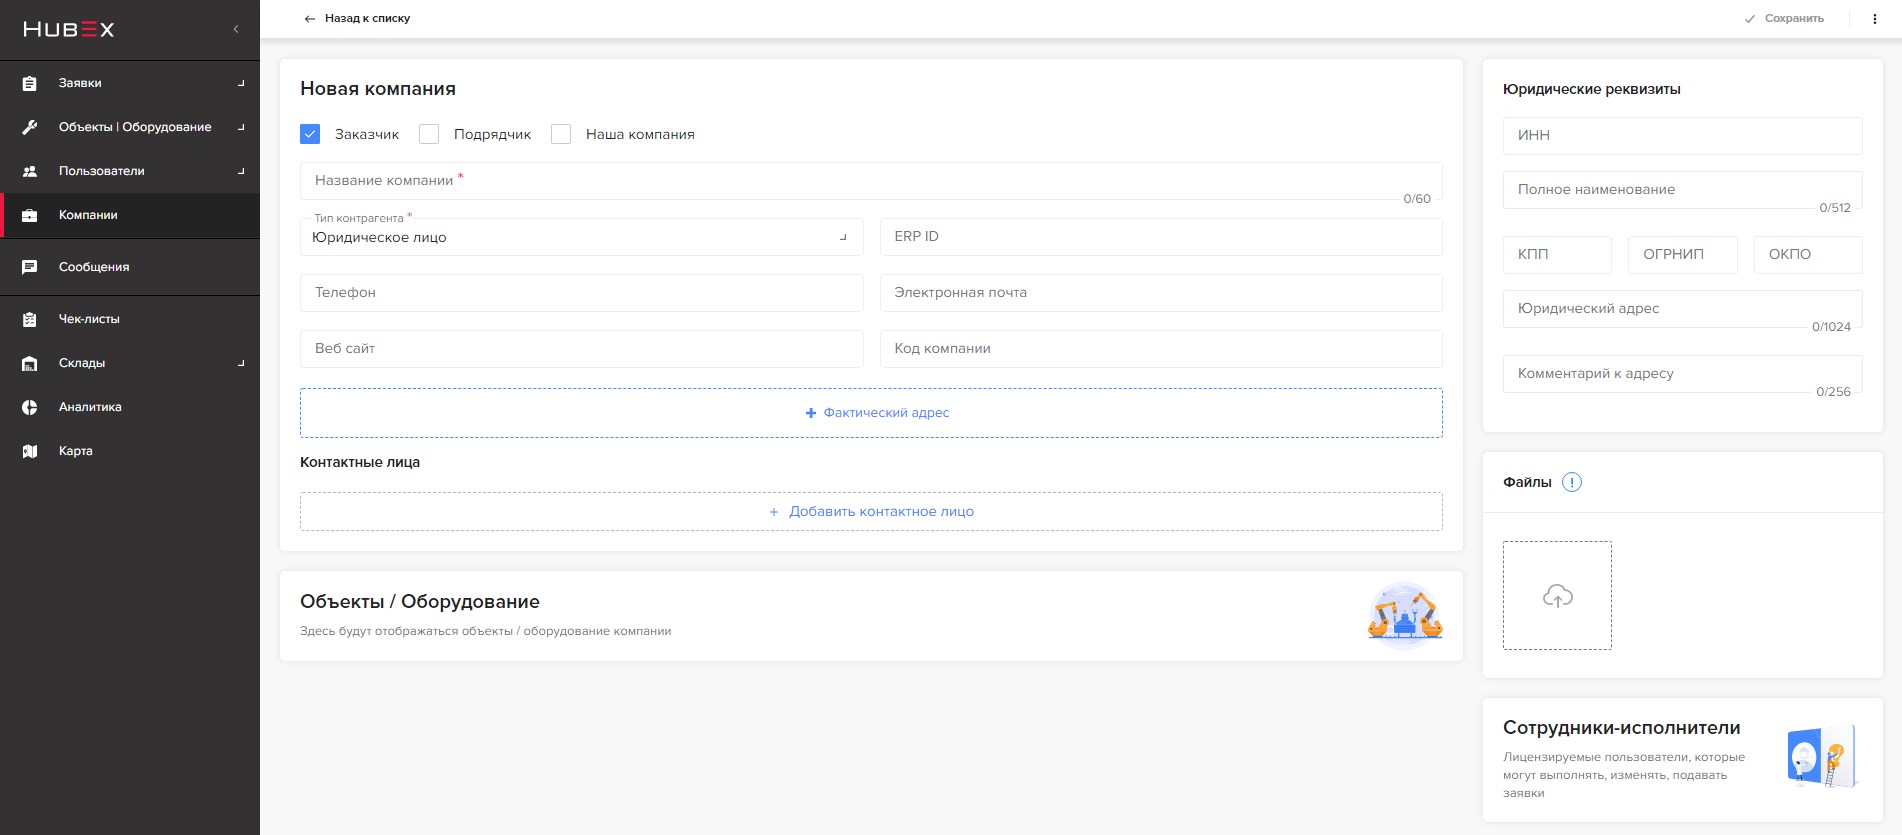 HUBEX
Заявки
Объекты | Оборудование
Пользователи
Компании
Сообщения
Чек-листы
Склады
Аналитика
Карта
Назад к списку
Сохранить
Новая компания
Заказчик Подрядчик Наша компания
Название компании *
0/60
Тип контрагента *
Юридическое лицо
ERP ID
Телефон
Электронная почта
Веб сайт
Код компании
+ Фактический адрес
Контактные лица
+ Добавить контактное лицо
Объекты / Оборудование
Здесь будут отображаться объекты / оборудование компании
Юридические реквизиты
ИНН
Полное наименование
0/512
КПП
ОГРНИП
ОКПО
Юридический адрес
0/1024
Комментарий к адресу
0/256
Файлы
Сотрудники-исполнители
Лицензируемые пользователи, которые
могут выполнять, изменять, подавать
заявки